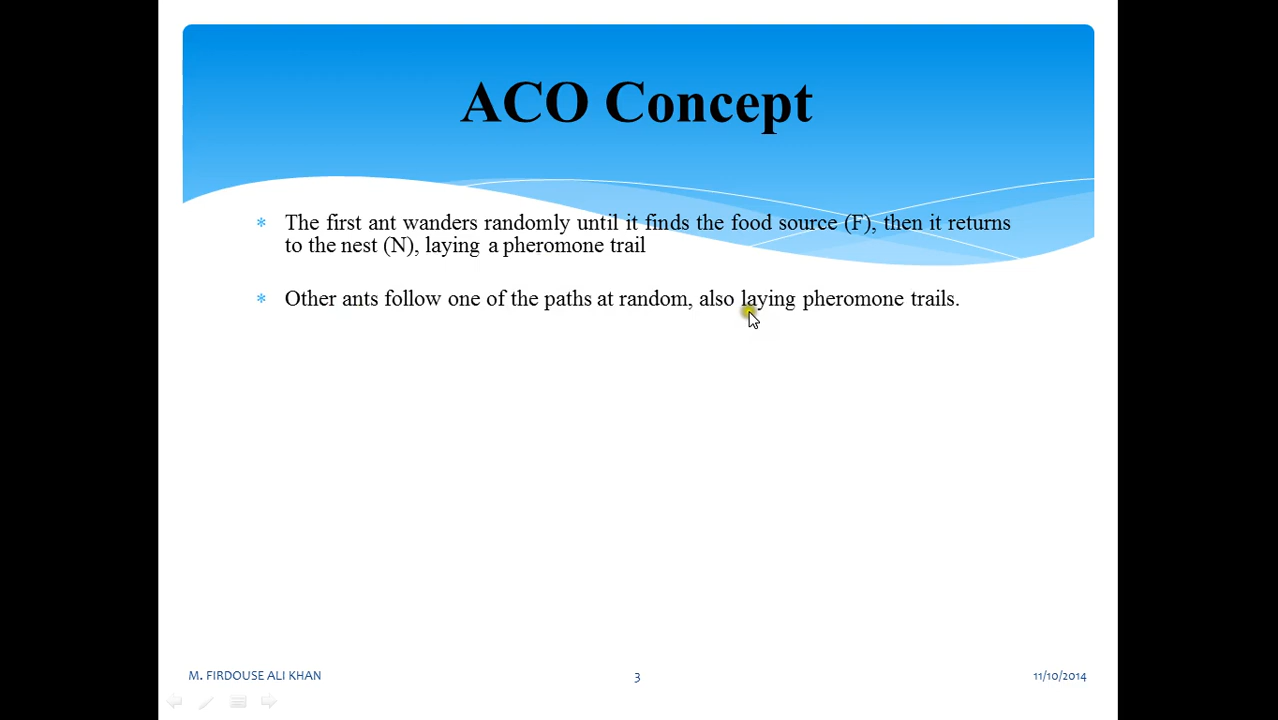 ACO Concept
* The first ant wanders randomly until it finds the food source (F), then it returns
to the nest (N), laying a pheromone trail
* Other ants follow one of the paths at random, also laying pheromone trails.
M. FIRDOUSE ALI KHAN
3
11/10/2014